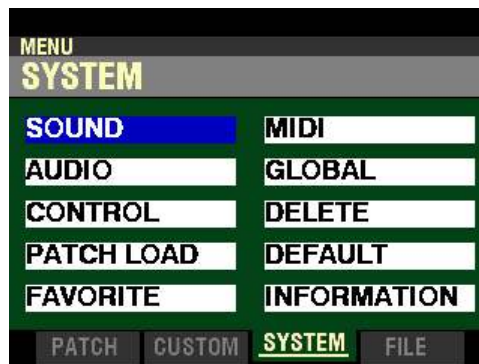 MENU
SYSTEM
SOUND
MIDI
AUDIO
GLOBAL
CONTROL
DELETE
PATCH LOAD
DEFAULT
FAVORITE
INFORMATION
PATCH
CUSTOM
SYSTEM
FILE